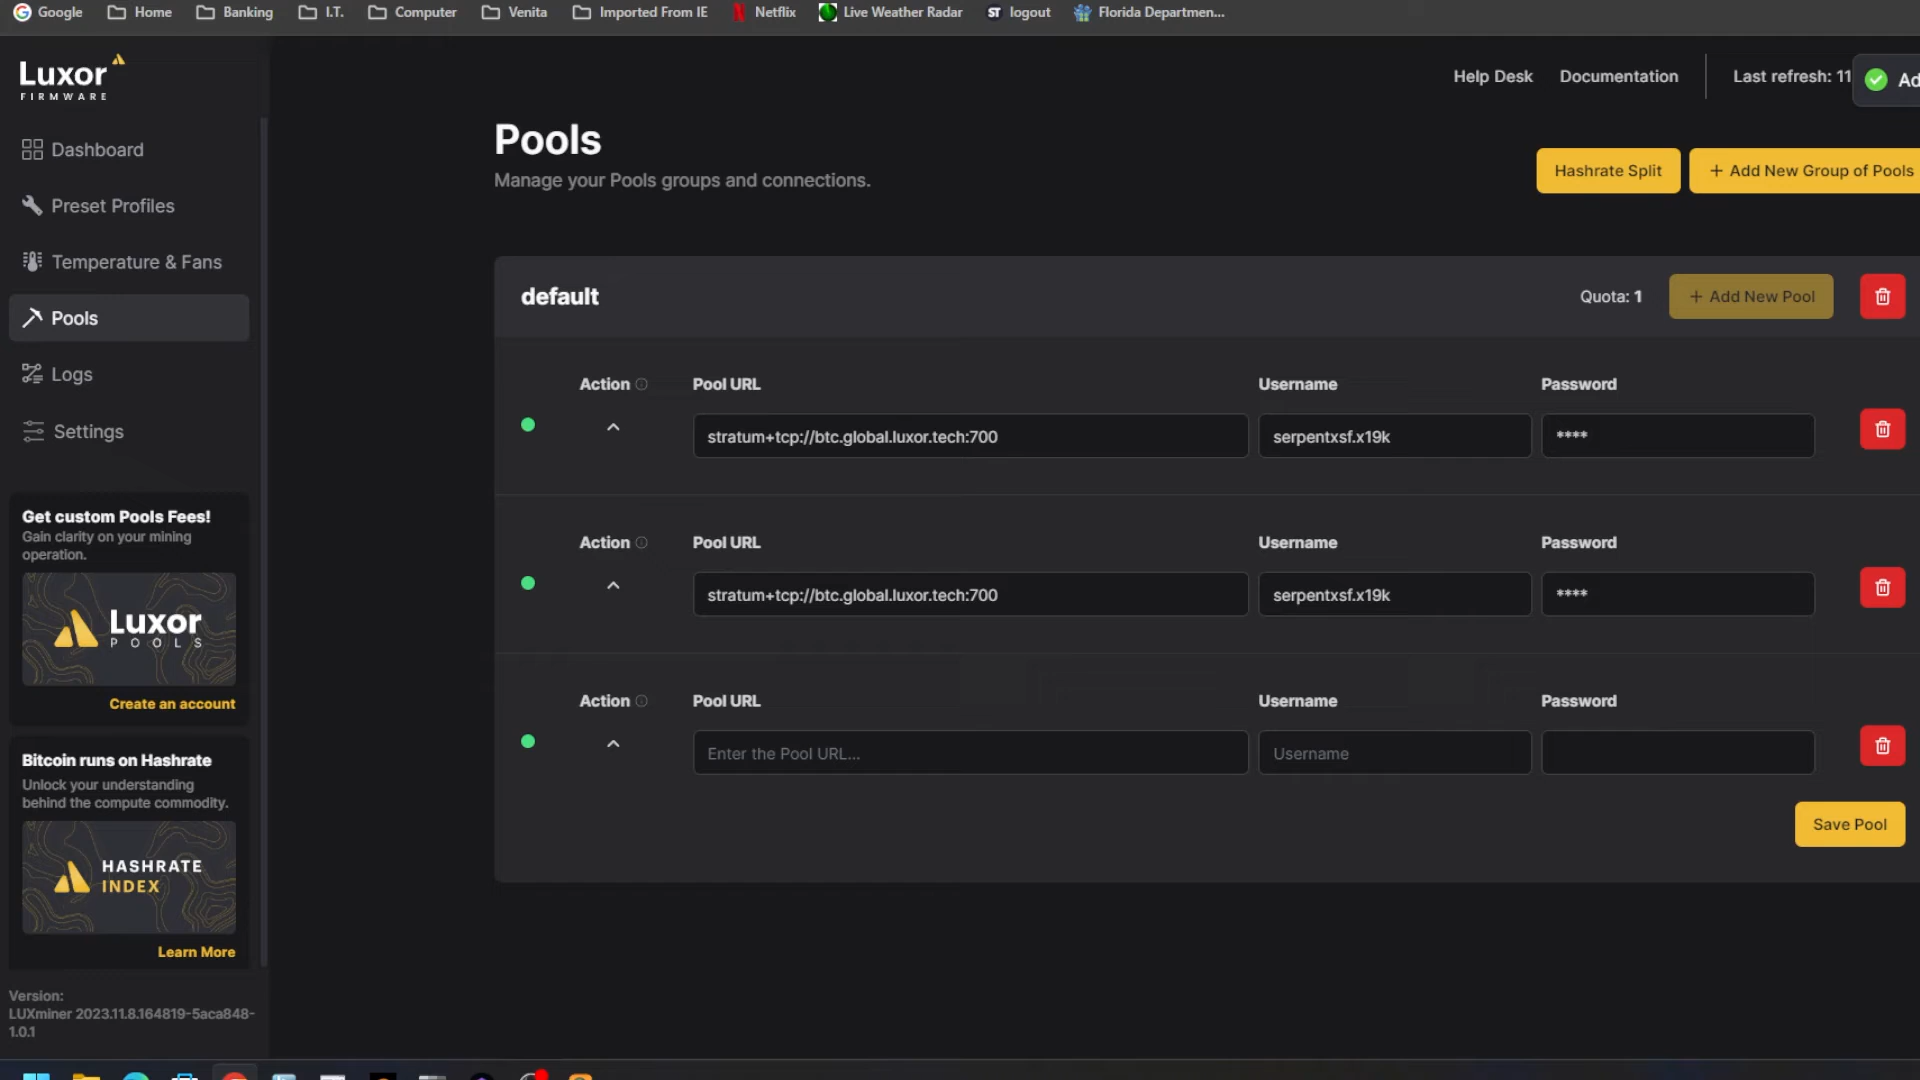 Google Home Banking I.T. Computer Venita Imported From IE Netflix Live Weather Radar ST logout Florida Departmen...
Luxor
FIRMWARE
Help Desk Documentation Last refresh: 11
Dashboard
Preset Profiles
Temperature & Fans
Pools
Logs
Settings
Get custom Pools Fees!
Gain clarity on your mining
operation.
Luxor
POOLS
Create an account
Bitcoin runs on Hashrate
Unlock your understanding
behind the compute commodity.
HASHRATE
INDEX
Learn More
Version:
LUXminer 2023.11.8.164819-5aca848-
1.0.1
Pools
Manage your Pools groups and connections.
Hashrate Split + Add New Group of Pools
default Quota: 1 + Add New Pool
Action Pool URL Username Password
stratum+tcp://btc.global.luxor.tech:700 serpentxsf.x19k ****
Action Pool URL Username Password
stratum+tcp://btc.global.luxor.tech:700 serpentxsf.x19k ****
Action Pool URL Username Password
Enter the Pool URL... Username
Save Pool